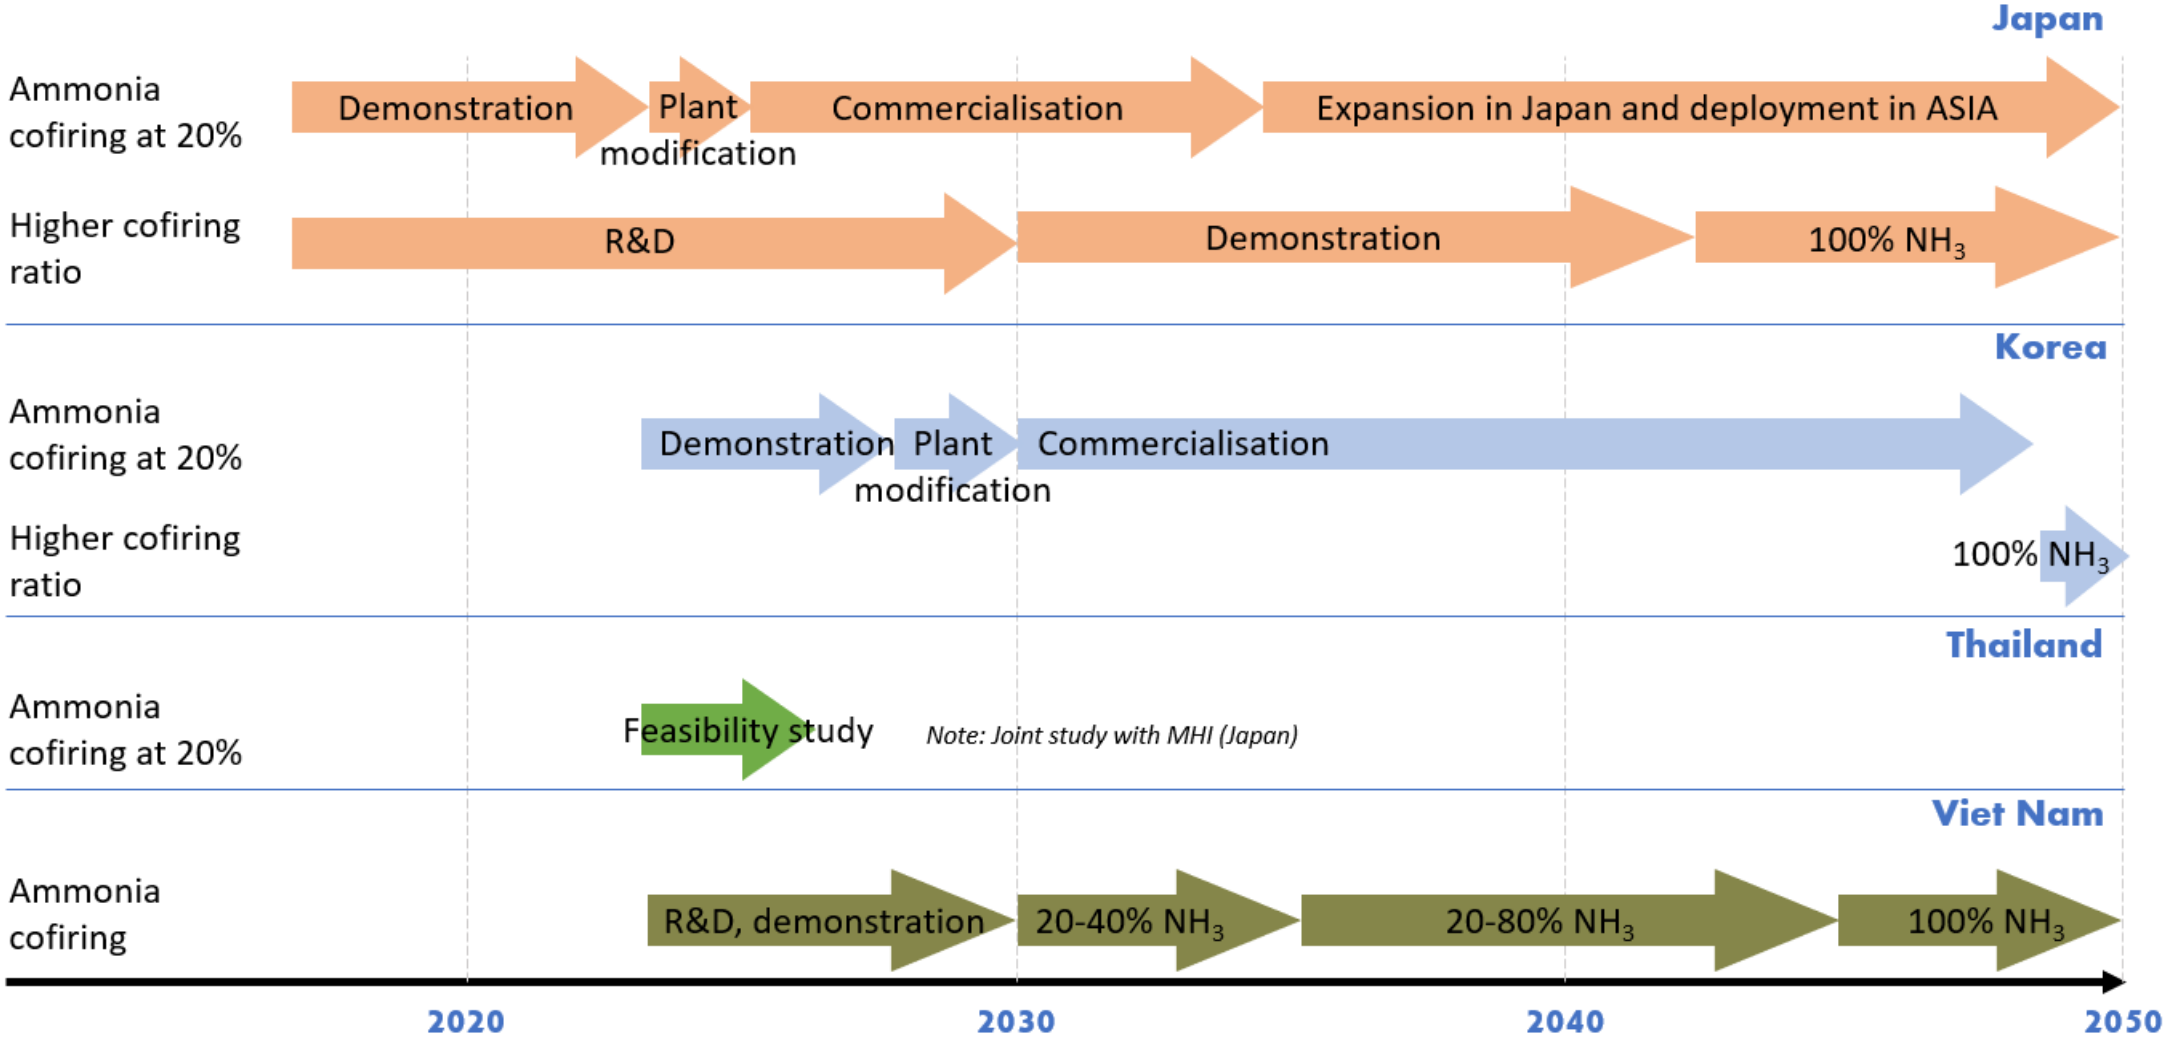 Japan
Ammonia
cofiring at 20%
Demonstration
Plant
modification
Commercialisation
Expansion in Japan and deployment in ASIA
Higher cofiring
ratio
R&D
Demonstration
100% NH₃
Korea
Ammonia
cofiring at 20%
Demonstration
Plant
modification
Commercialisation
Higher cofiring
ratio
100% NH₃
Thailand
Ammonia
cofiring at 20%
Feasibility study
Note: Joint study with MHI (Japan)
Viet Nam
Ammonia
cofiring
R&D, demonstration
20-40% NH₃
20-80% NH₃
100% NH₃
2020
2030
2040
2050